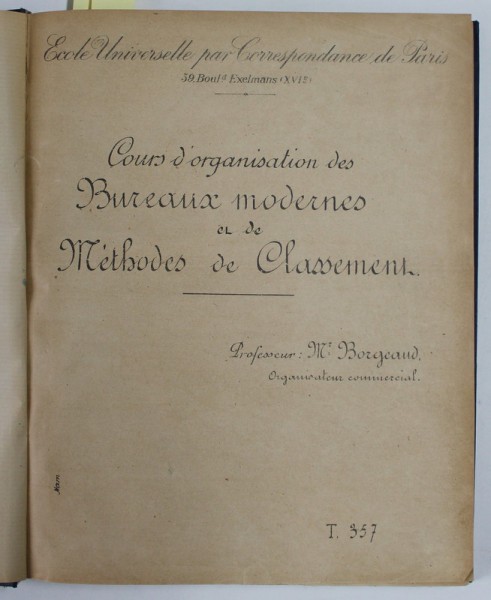 Ecole Universelle par Correspondance de Paris
59, Boul.d Exelmans (XVIe)
Cours d'organisation des
Bureaux modernes
et de
Méthodes de Classement.
Professeur: Mr Borgeaud,
Organisateur commercial.
T. 357